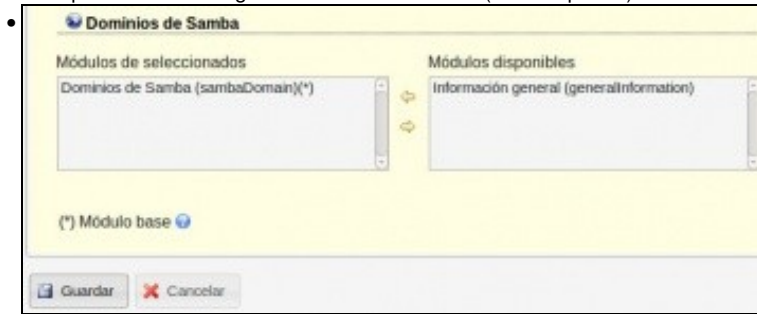 Dominios de Samba
Módulos de seleccionados
Módulos disponibles
Dominios de Samba (sambaDomain)(*)
Información general (generalInformation)
(*) Módulo base
Guardar
Cancelar